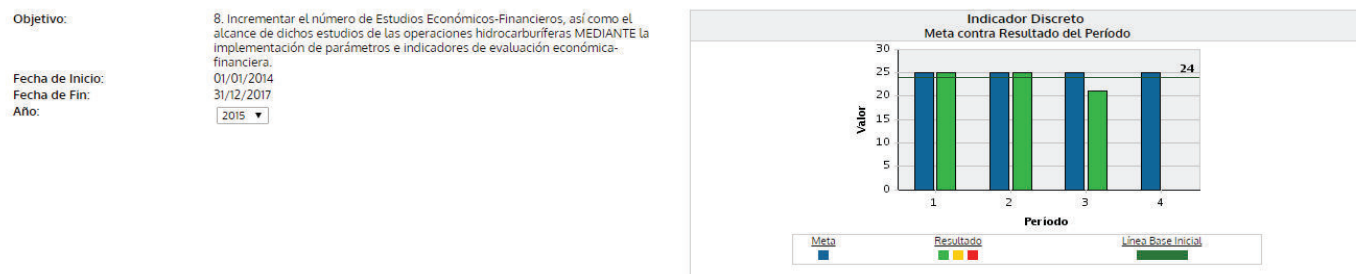 Objetivo:
8. Incrementar el número de Estudios Económicos-Financieros, así como el
alcance de dichos estudios de las operaciones hidrocarburíferas MEDIANTE la
implementación de parámetros e indicadores de evaluación económica-
financiera.
Fecha de Inicio:
01/01/2014
Fecha de Fin:
31/12/2017
Año:
2015
Indicador Discreto
Meta contra Resultado del Período
30
25
20
15
10
5
0
Valor
24
1 2 3 4
Período
Meta Resultado Línea Base Inicial